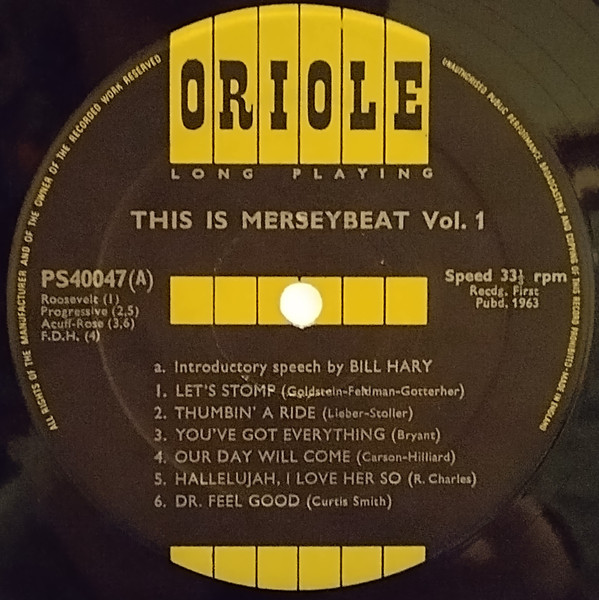 ORIOLE
LONG PLAYING
ALL RIGHTS OF THE MANUFACTURER AND OF THE OWNER OF THE RECORDED WORK RESERVED
UNAUTHORISED PUBLIC PERFORMANCE, BROADCASTING AND COPYING OF THIS RECORD PROHIBITED-MADE IN ENGLAND
THIS IS MERSEYBEAT Vol. 1
PS40047(A)
Roosevelt (1)
Progressive (2,5)
Acuff-Rose (3,6)
F.D.H. (4)
Speed 33⅓ rpm
Recdg. First
Pubd. 1963
a. Introductory speech by BILL HARY
1. LET'S STOMP (Goldstein-Feldman-Gotterher)
2. THUMBIN' A RIDE (Lieber-Stoller)
3. YOU'VE GOT EVERYTHING (Bryant)
4. OUR DAY WILL COME (Carson-Hilliard)
5. HALLELUJAH, I LOVE HER SO (R. Charles)
6. DR. FEEL GOOD (Curtis Smith)